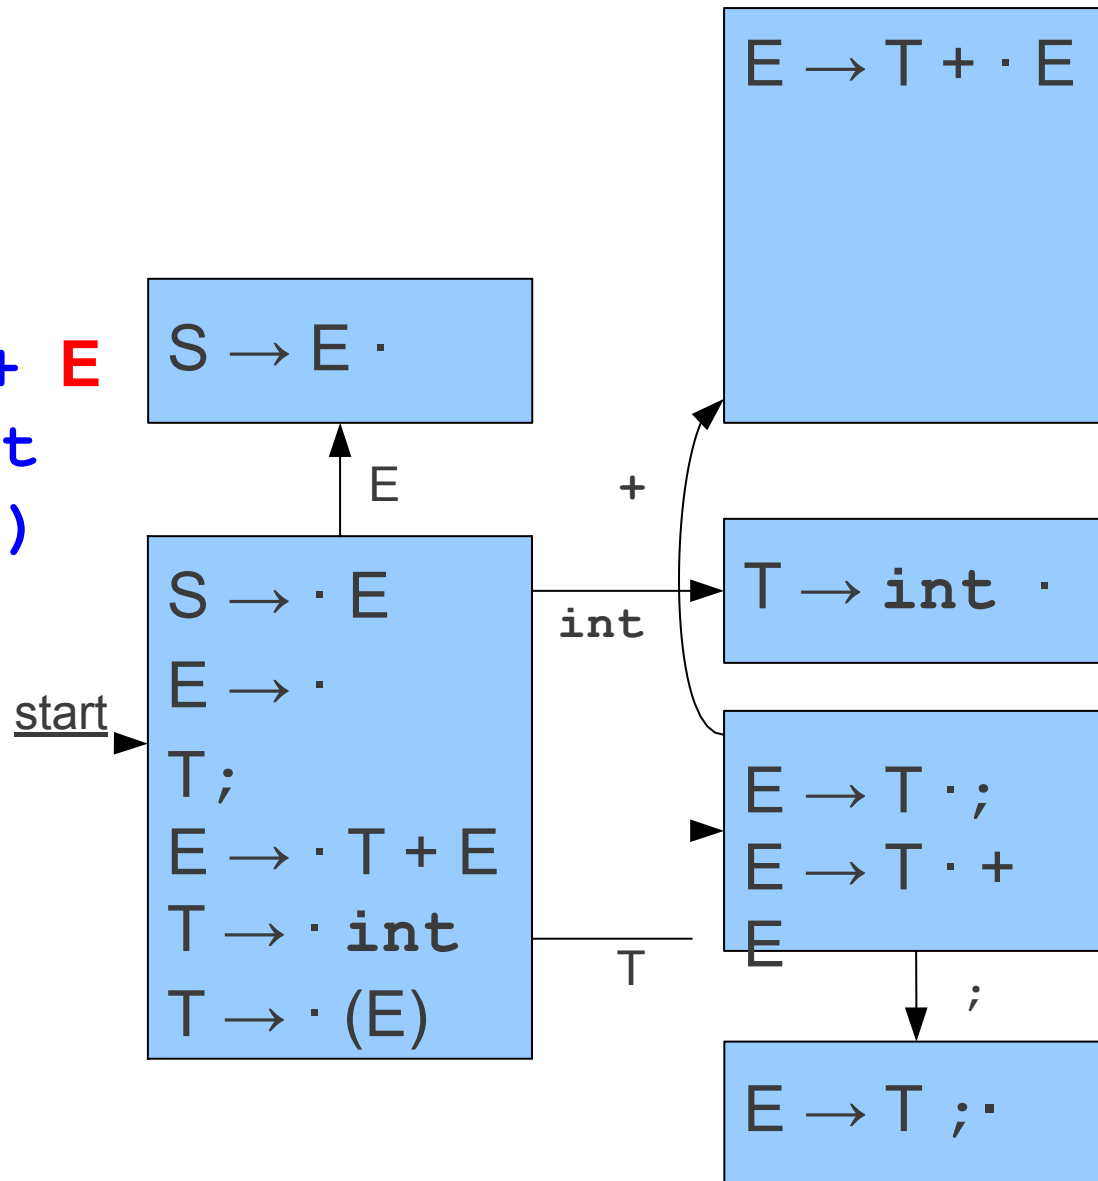 E → T + · E
S → E ·
+ E
t
)
E
+
S → · E
E → ·
T ;
E → · T + E
T → · int
T → · (E)
int
T → int ·
start
E → T · ;
E → T · +
E
T
;
E → T ; ·